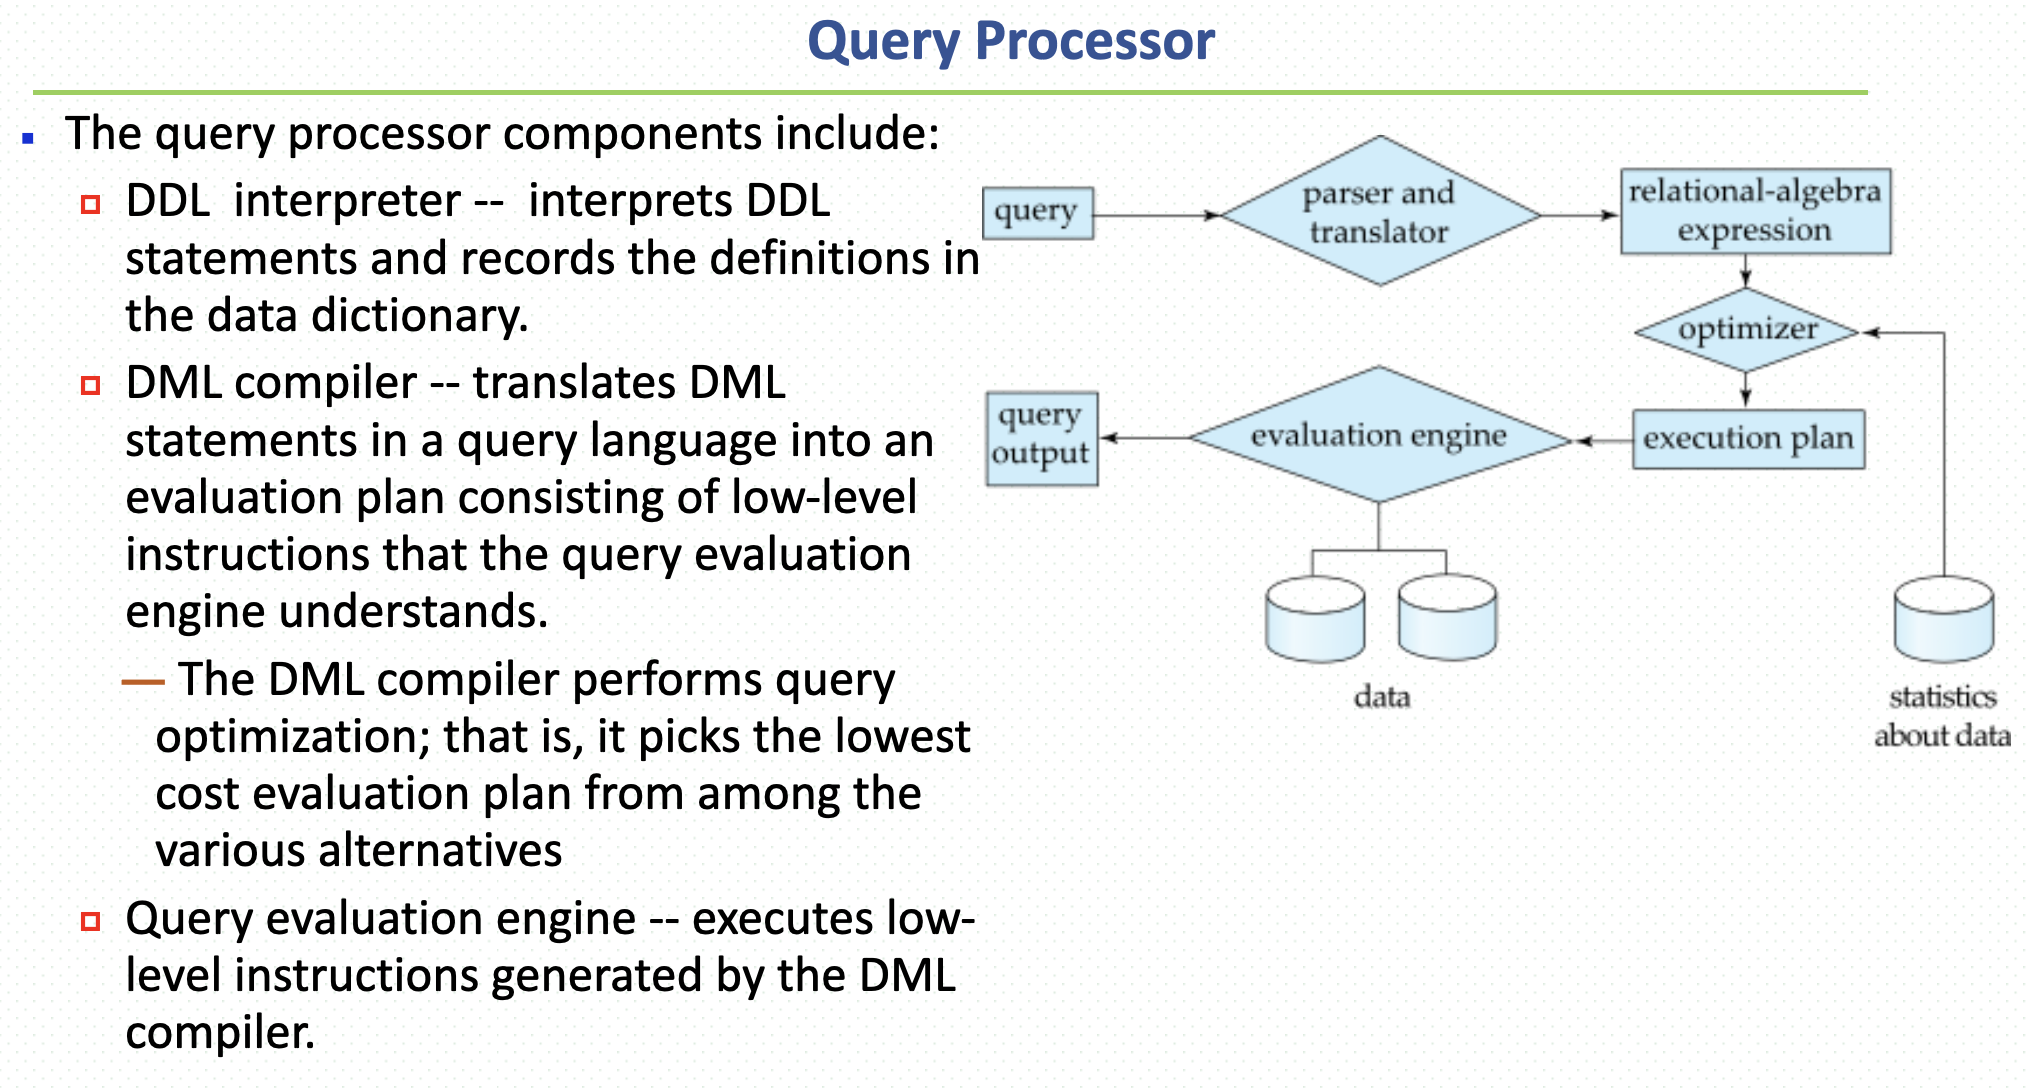 Query Processor
The query processor components include:
DDL interpreter -- interprets DDL
statements and records the definitions in
the data dictionary.
DML compiler -- translates DML
statements in a query language into an
evaluation plan consisting of low-level
instructions that the query evaluation
engine understands.
— The DML compiler performs query
optimization; that is, it picks the lowest
cost evaluation plan from among the
various alternatives
Query evaluation engine -- executes low-
level instructions generated by the DML
compiler.
query
parser and
translator
relational-algebra
expression
optimizer
query
output
evaluation engine
execution plan
data
statistics
about data